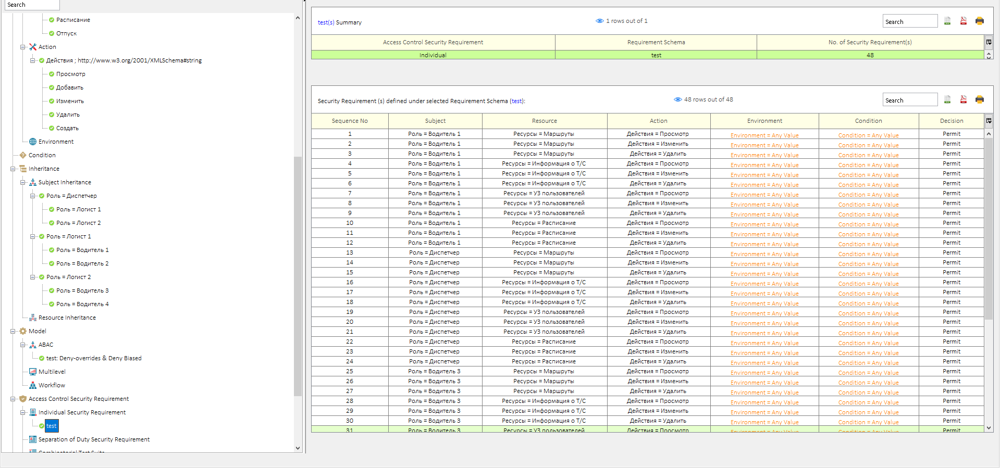 Search
Расписание
Отпуск
Action
Действия ; http://www.w3.org/2001/XMLSchema#string
Просмотр
Добавить
Изменить
Удалить
Создать
Environment
Condition
Inheritance
Subject Inheritance
Роль = Диспетчер
Роль = Логист 1
Роль = Логист 2
Роль = Логист 1
Роль = Водитель 1
Роль = Водитель 2
Роль = Логист 2
Роль = Водитель 3
Роль = Водитель 4
Resource Inheritance
Model
ABAC
test: Deny-overrides & Deny Biased
Multilevel
Workflow
Access Control Security Requirement
Individual Security Requirement
test
Separation of Duty Security Requirement
Combinatorial Test Suite
test(s) Summary 1 rows out of 1 Search
Access Control Security Requirement Requirement Schema No. of Security Requirement(s)
Individual test 48
Security Requirement (s) defined under selected Requirement Schema (test): 48 rows out of 48 Search
Sequence No Subject Resource Action Environment Condition Decision
1 Роль = Водитель 1 Ресурсы = Маршруты Действия = Просмотр Environment = Any Value Condition = Any Value Permit
2 Роль = Водитель 1 Ресурсы = Маршруты Действия = Изменить Environment = Any Value Condition = Any Value Permit
3 Роль = Водитель 1 Ресурсы = Маршруты Действия = Удалить Environment = Any Value Condition = Any Value Permit
4 Роль = Водитель 1 Ресурсы = Информация о Т/С Действия = Просмотр Environment = Any Value Condition = Any Value Permit
5 Роль = Водитель 1 Ресурсы = Информация о Т/С Действия = Изменить Environment = Any Value Condition = Any Value Permit
6 Роль = Водитель 1 Ресурсы = Информация о Т/С Действия = Удалить Environment = Any Value Condition = Any Value Permit
7 Роль = Водитель 1 Ресурсы = УЗ пользователей Действия = Просмотр Environment = Any Value Condition = Any Value Permit
8 Роль = Водитель 1 Ресурсы = УЗ пользователей Действия = Изменить Environment = Any Value Condition = Any Value Permit
9 Роль = Водитель 1 Ресурсы = УЗ пользователей Действия = Удалить Environment = Any Value Condition = Any Value Permit
10 Роль = Водитель 1 Ресурсы = Расписание Действия = Просмотр Environment = Any Value Condition = Any Value Permit
11 Роль = Водитель 1 Ресурсы = Расписание Действия = Изменить Environment = Any Value Condition = Any Value Permit
12 Роль = Водитель 1 Ресурсы = Расписание Действия = Удалить Environment = Any Value Condition = Any Value Permit
13 Роль = Диспетчер Ресурсы = Маршруты Действия = Просмотр Environment = Any Value Condition = Any Value Permit
14 Роль = Диспетчер Ресурсы = Маршруты Действия = Изменить Environment = Any Value Condition = Any Value Permit
15 Роль = Диспетчер Ресурсы = Маршруты Действия = Удалить Environment = Any Value Condition = Any Value Permit
16 Роль = Диспетчер Ресурсы = Информация о Т/С Действия = Просмотр Environment = Any Value Condition = Any Value Permit
17 Роль = Диспетчер Ресурсы = Информация о Т/С Действия = Изменить Environment = Any Value Condition = Any Value Permit
18 Роль = Диспетчер Ресурсы = Информация о Т/С Действия = Удалить Environment = Any Value Condition = Any Value Permit
19 Роль = Диспетчер Ресурсы = УЗ пользователей Действия = Просмотр Environment = Any Value Condition = Any Value Permit
20 Роль = Диспетчер Ресурсы = УЗ пользователей Действия = Изменить Environment = Any Value Condition = Any Value Permit
21 Роль = Диспетчер Ресурсы = УЗ пользователей Действия = Удалить Environment = Any Value Condition = Any Value Permit
22 Роль = Диспетчер Ресурсы = Расписание Действия = Просмотр Environment = Any Value Condition = Any Value Permit
23 Роль = Диспетчер Ресурсы = Расписание Действия = Изменить Environment = Any Value Condition = Any Value Permit
24 Роль = Диспетчер Ресурсы = Расписание Действия = Удалить Environment = Any Value Condition = Any Value Permit
25 Роль = Водитель 3 Ресурсы = Маршруты Действия = Просмотр Environment = Any Value Condition = Any Value Permit
26 Роль = Водитель 3 Ресурсы = Маршруты Действия = Изменить Environment = Any Value Condition = Any Value Permit
27 Роль = Водитель 3 Ресурсы = Маршруты Действия = Удалить Environment = Any Value Condition = Any Value Permit
28 Роль = Водитель 3 Ресурсы = Информация о Т/С Действия = Просмотр Environment = Any Value Condition = Any Value Permit
29 Роль = Водитель 3 Ресурсы = Информация о Т/С Действия = Изменить Environment = Any Value Condition = Any Value Permit
30 Роль = Водитель 3 Ресурсы = Информация о Т/С Действия = Удалить Environment = Any Value Condition = Any Value Permit
31 Роль = Водитель 3 Ресурсы = УЗ пользователей Действия = Просмотр Environment = Any Value Condition = Any Value Permit